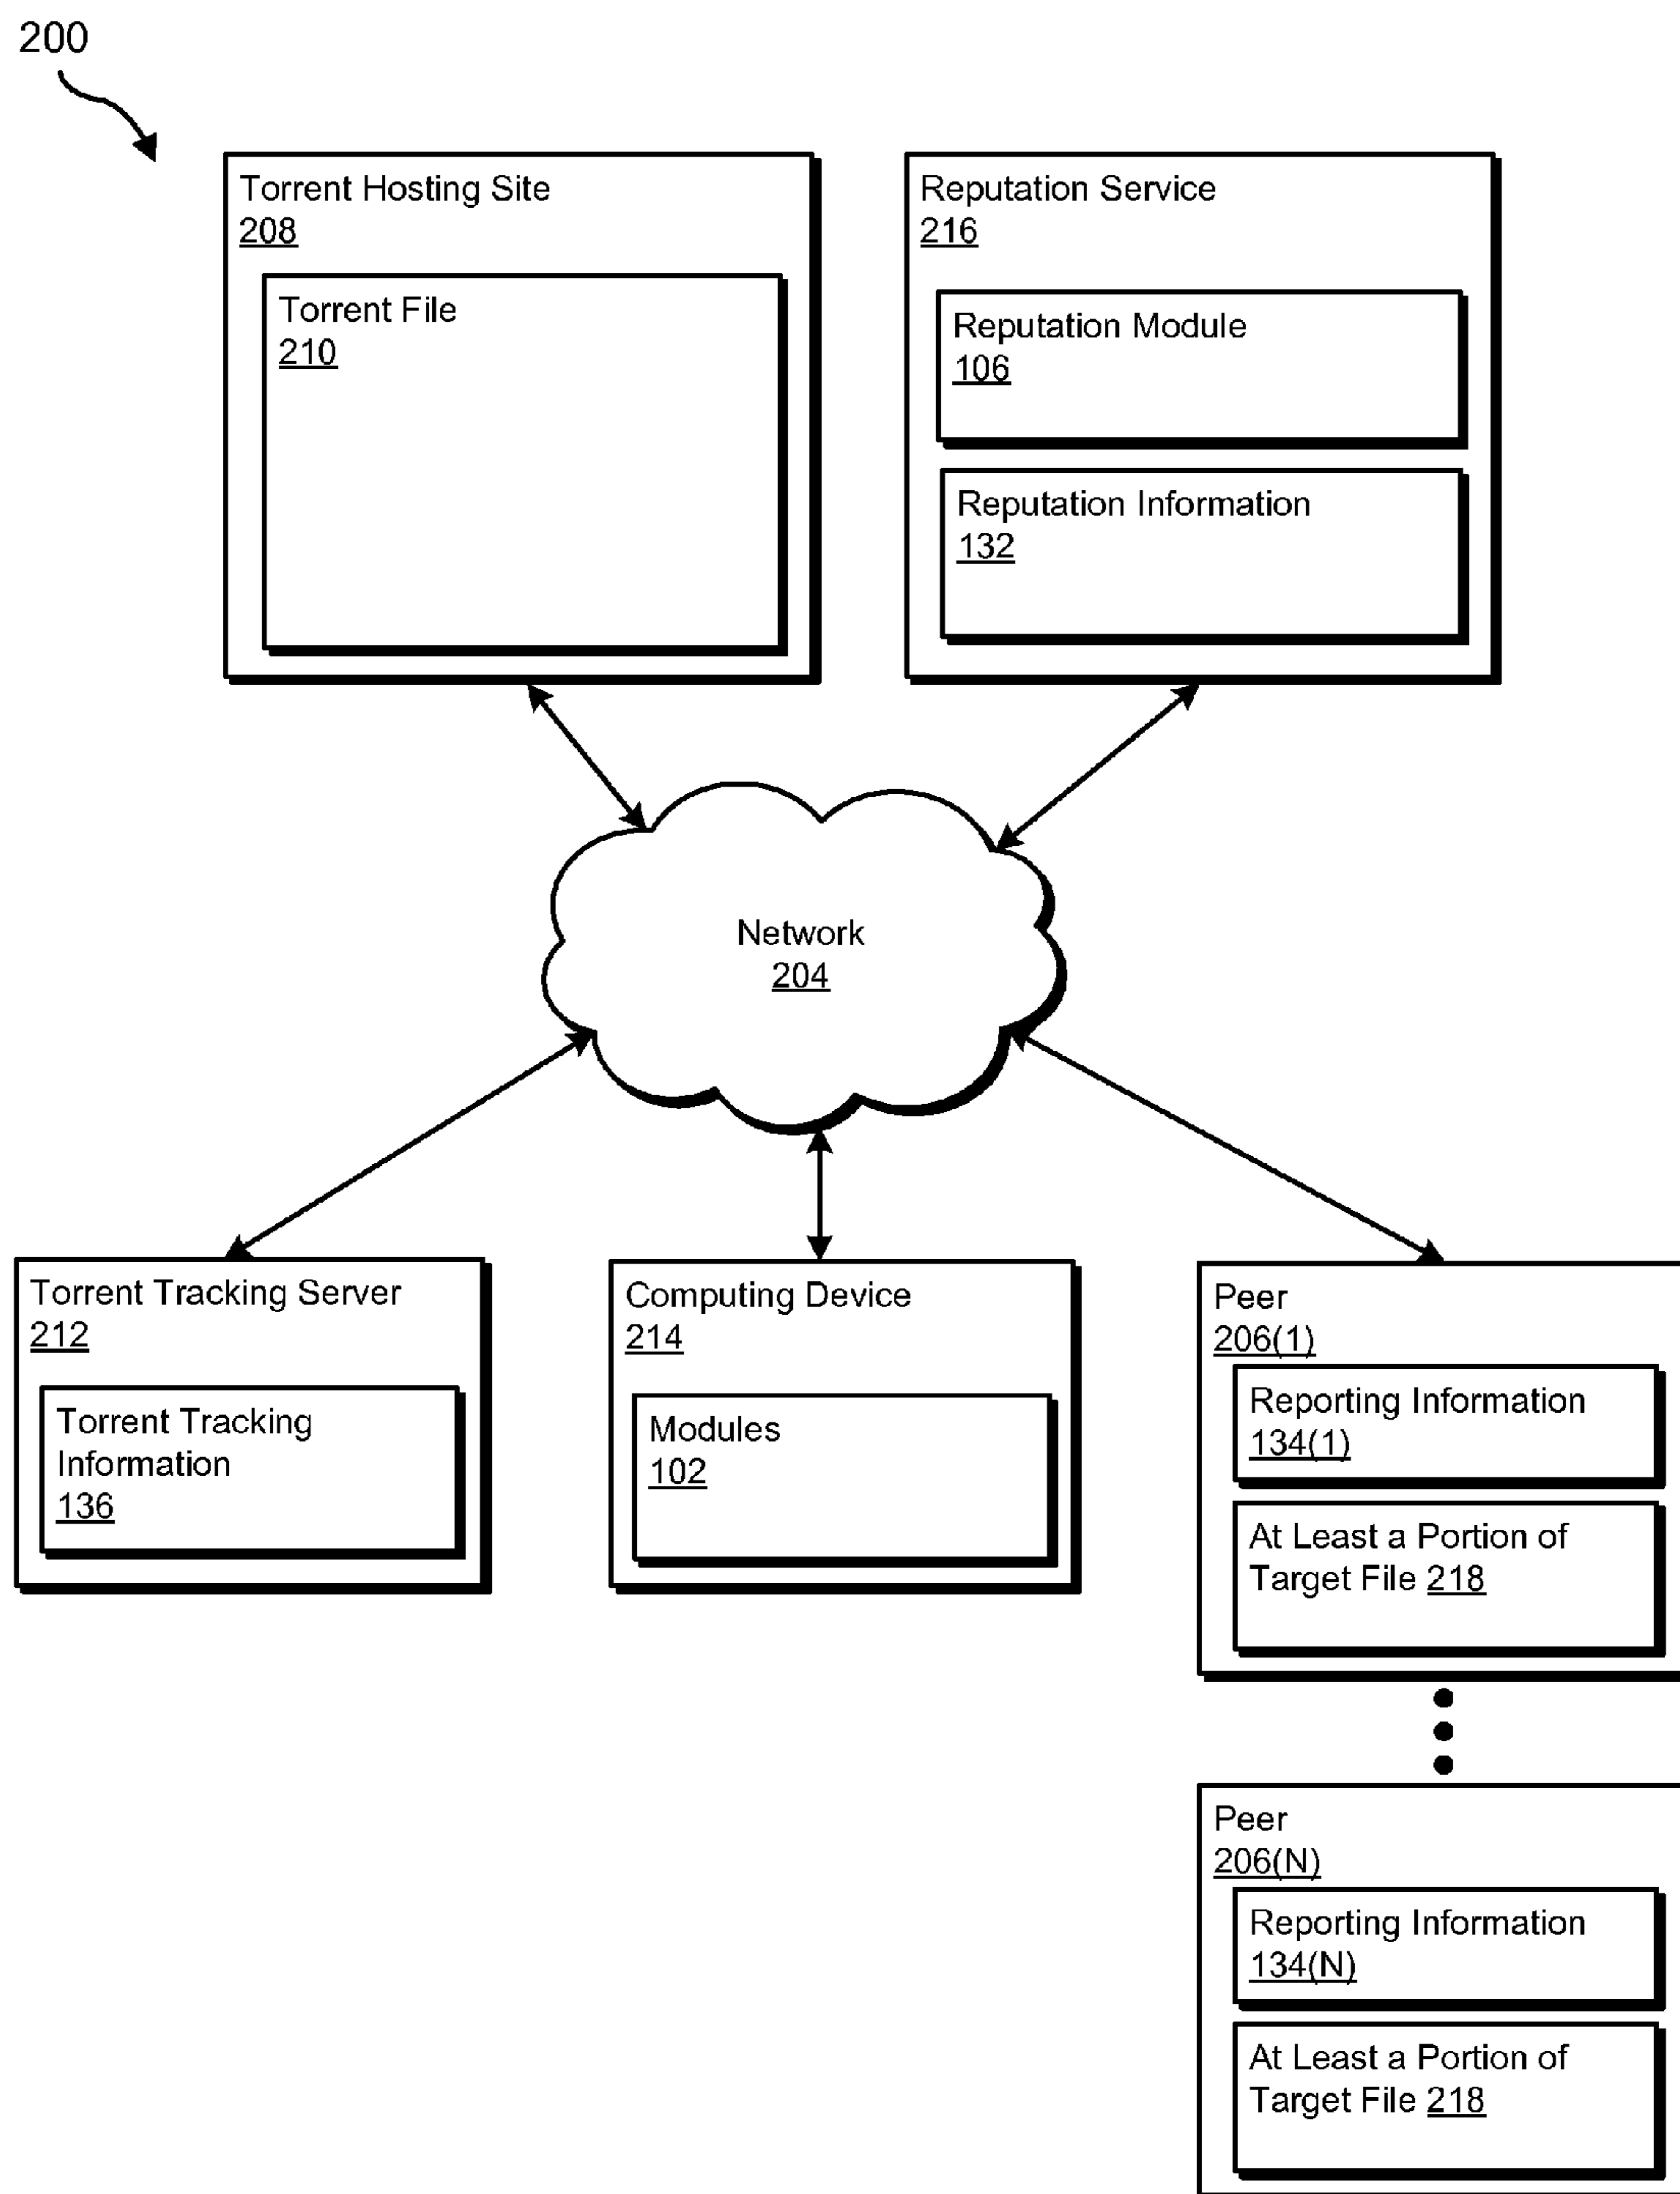 200
Torrent Hosting Site
208
Torrent File
210
Reputation Service
216
Reputation Module
106
Reputation Information
132
Network
204
Torrent Tracking Server
212
Torrent Tracking
Information
136
Computing Device
214
Modules
102
Peer
206(1)
Reporting Information
134(1)
At Least a Portion of
Target File 218
Peer
206(N)
Reporting Information
134(N)
At Least a Portion of
Target File 218